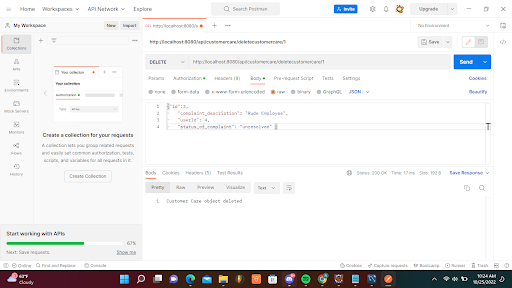 Home Workspaces API Network Explore
Search Postman
Invite
Upgrade
My Workspace
New Import
http://localhost:8080/a
No Environment
http://localhost:8080/api/customercare/deletecustomercare/1
Save
DELETE
http://localhost:8080/api/customercare/deletecustomercare/1
Send
Params Authorization Headers (9) Body Pre-request Script Tests Settings
Cookies
none form-data x-www-form-urlencoded raw binary GraphQL JSON
Beautify
Collections
APIs
Environments
Mock Servers
Monitors
Flows
History
Your collection
Your collection
Authorization
Create a collection for your requests
A collection lets you group related requests
and easily set common authorization, tests,
scripts, and variables for all requests in it.
Create Collection
1
"complaint_description": "Rude Employee",
2
"userId": 4,
3
"status_of_complaint": "unresolved"
4
Body Cookies Headers (5) Test Results
Status: 200 OK Time: 17 ms Size: 192 B
Save Response
Pretty Raw Preview Visualize Text
1 Customer Care object deleted
Start working with APIs
67%
Next: Save requests.
Show me
Online Find and Replace Console
Cookies Capture requests Bootcamp Runner Trash
Cloudy
10:24 AM
10/25/2022